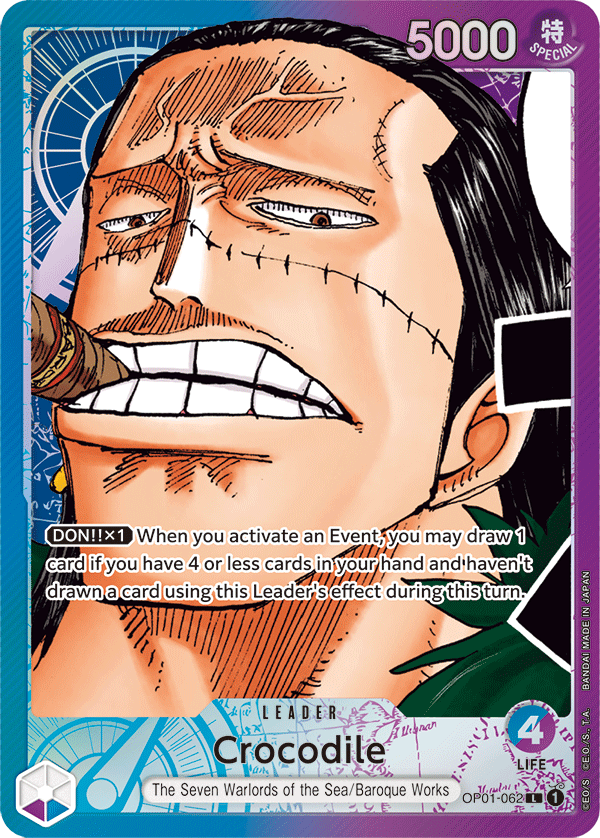 5000
特
SPECIAL
DON!!×1 When you activate an Event, you may draw 1
card if you have 4 or less cards in your hand and haven't
drawn a card using this Leader's effect during this turn.
LEADER
Crocodile
The Seven Warlords of the Sea/Baroque Works
4
LIFE
OP01-062 L 1
©E.O./S. ©E.O./S., T.A. BANDAI MADE IN JAPAN